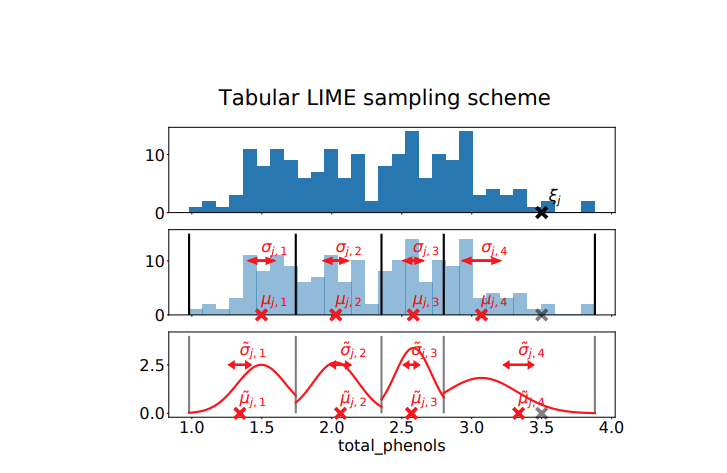 Tabular LIME sampling scheme
10
0
ξj
10
0
σj, 1 σj, 2 σj, 3 σj, 4
μj, 1 μj, 2 μj, 3 μj, 4
2.5
0.0
σ̃j, 1 σ̃j, 2 σ̃j, 3 σ̃j, 4
μ̃j, 1 μ̃j, 2 μ̃j, 3 μ̃j, 4
1.0 1.5 2.0 2.5 3.0 3.5 4.0
total_phenols